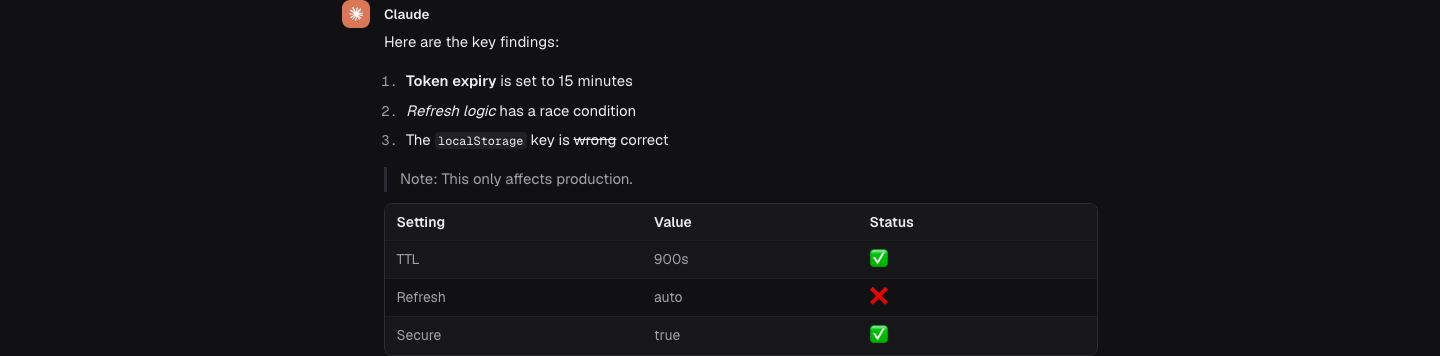 Claude
Here are the key findings:
1. Token expiry is set to 15 minutes
2. Refresh logic has a race condition
3. The localStorage key is wrong correct
Note: This only affects production.
Setting Value Status
TTL 900s ✅
Refresh auto ❌
Secure true ✅